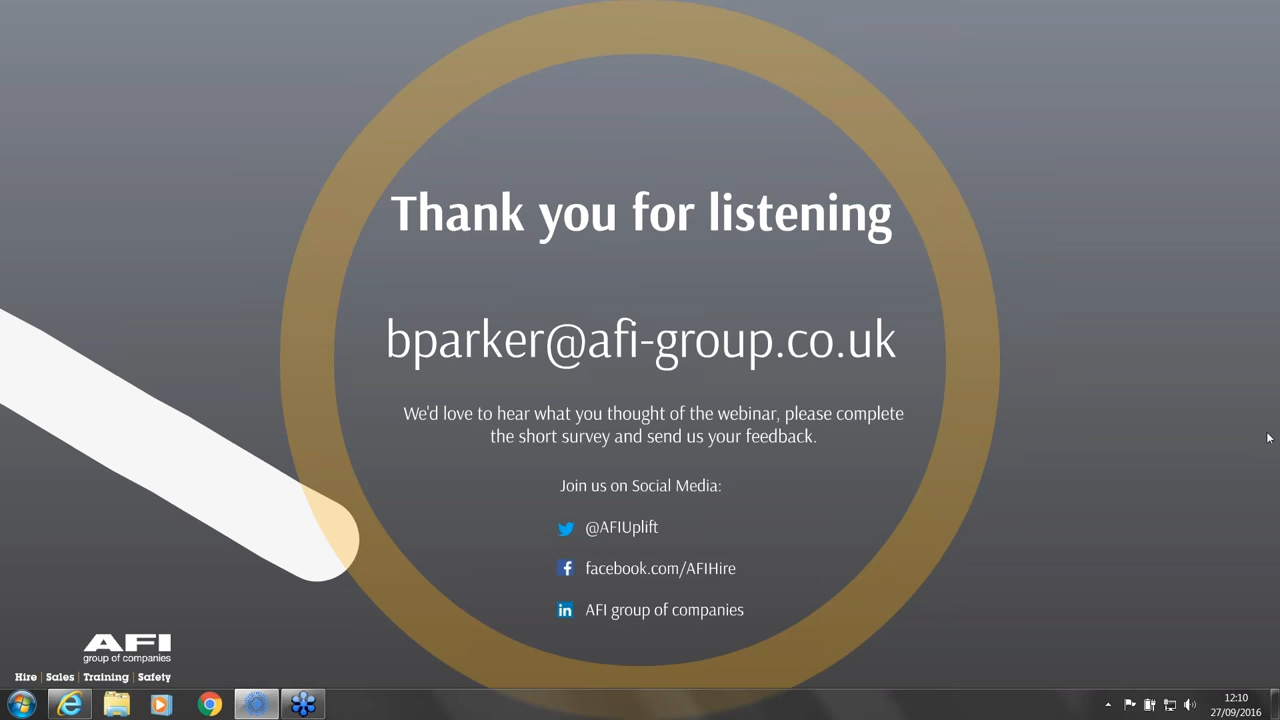 Thank you for listening
bparker@afi-group.co.uk
We'd love to hear what you thought of the webinar, please complete
the short survey and send us your feedback.
Join us on Social Media:
@AFIUplift
facebook.com/AFIHire
in AFI group of companies
AFI
group of companies
Hire | Sales | Training | Safety
12:10
27/09/2016